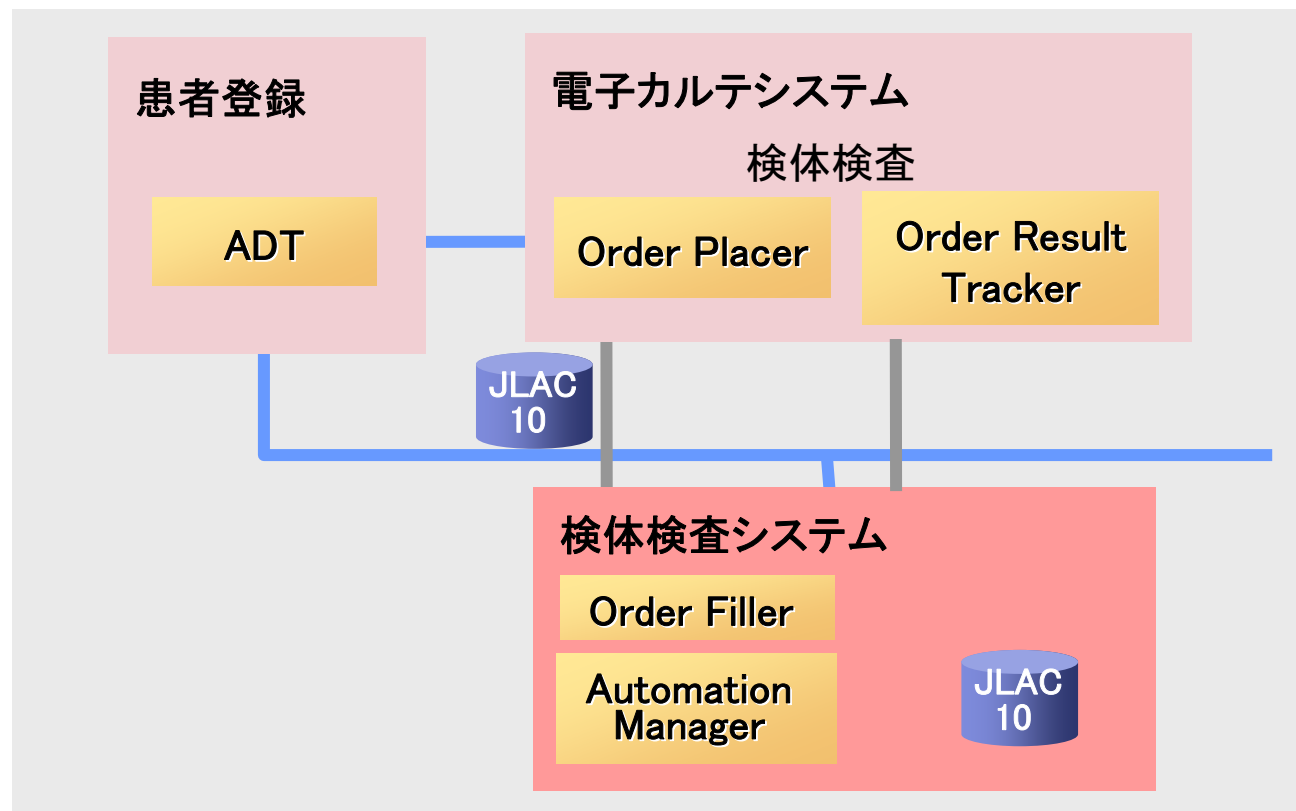 患者登録
ADT
電子カルテシステム
検体検査
Order Placer
Order Result
Tracker
JLAC
10
検体検査システム
Order Filler
Automation
Manager
JLAC
10